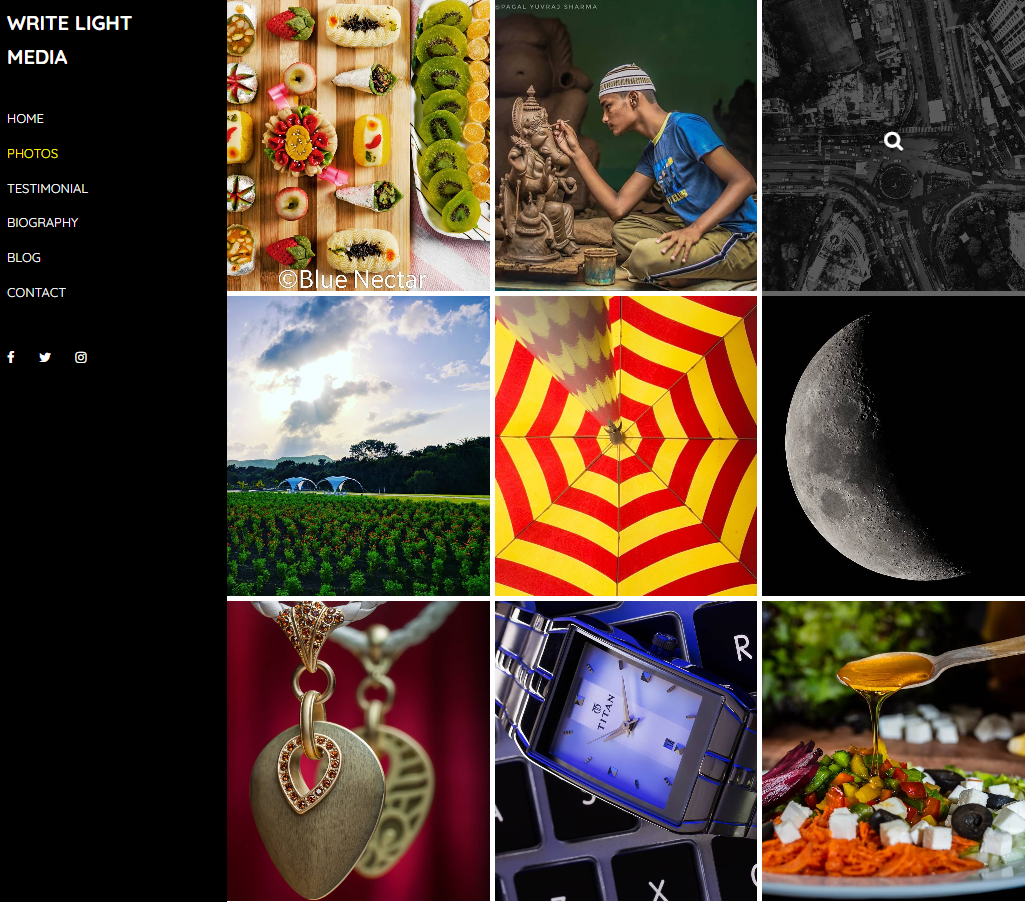 WRITE LIGHT
MEDIA
HOME
PHOTOS
TESTIMONIAL
BIOGRAPHY
BLOG
CONTACT
©Blue Nectar
©PAGAL YUVRAJ SHARMA
TITAN
R
X